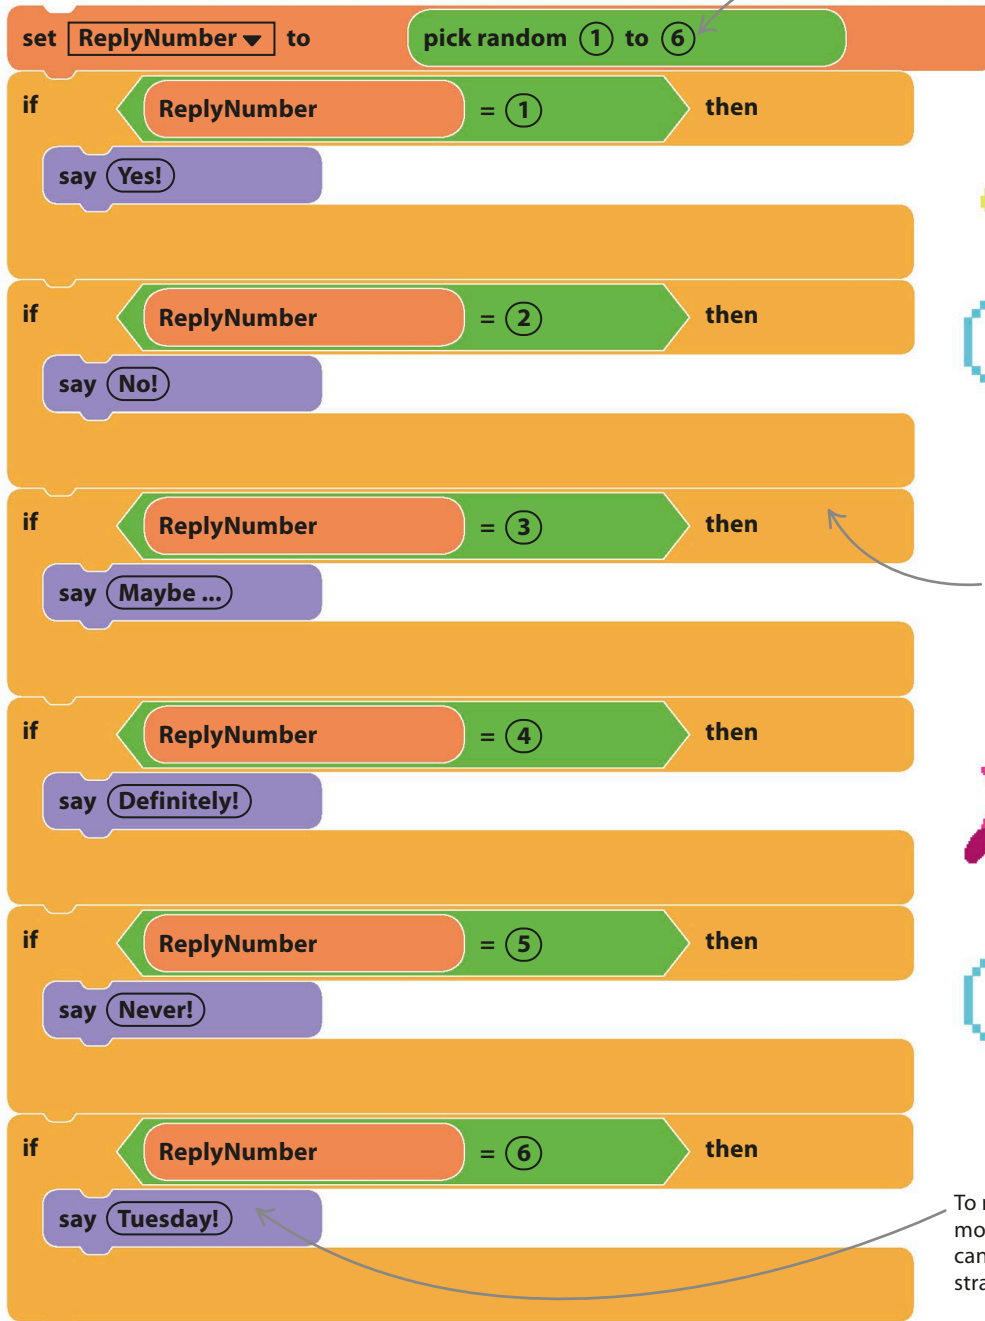 set ReplyNumber to pick random 1 to 6
if ReplyNumber = 1 then
say Yes!
if ReplyNumber = 2 then
say No!
if ReplyNumber = 3 then
say Maybe ...
if ReplyNumber = 4 then
say Definitely!
if ReplyNumber = 5 then
say Never!
if ReplyNumber = 6 then
say Tuesday!
To
can